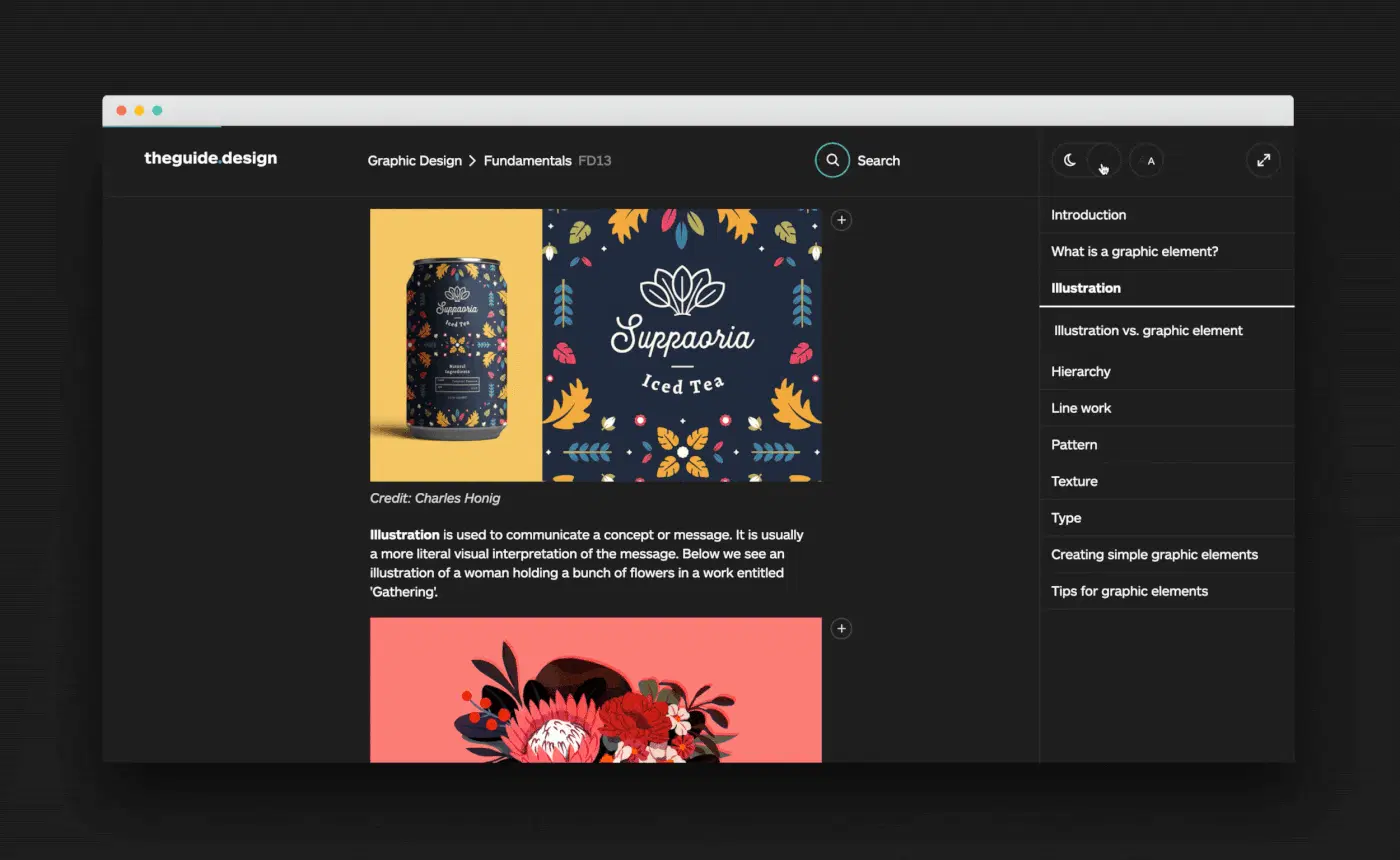 theguide.design
Graphic Design > Fundamentals FD13
Search
A
Suppaoria
Iced Tea
Natural
Ingredients
Suppaoria
Iced Tea
Credit: Charles Honig
Illustration is used to communicate a concept or message. It is usually
a more literal visual interpretation of the message. Below we see an
illustration of a woman holding a bunch of flowers in a work entitled
'Gathering'.
Introduction
What is a graphic element?
Illustration
Illustration vs. graphic element
Hierarchy
Line work
Pattern
Texture
Type
Creating simple graphic elements
Tips for graphic elements